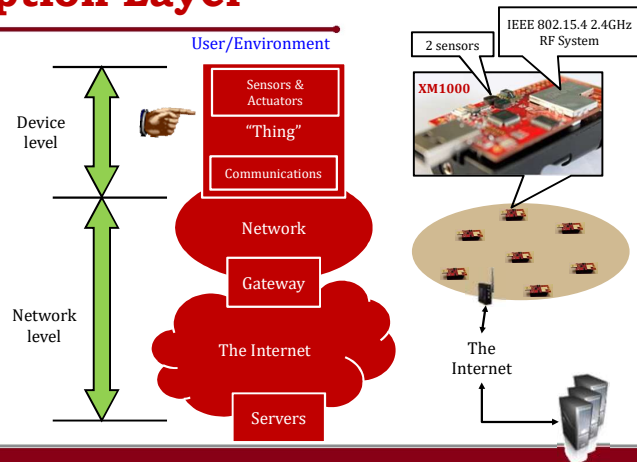 ption Layer
User/Environment
Device
level
Sensors &
Actuators
“Thing”
Communications
Network
Gateway
Network
level
The Internet
Servers
2 sensors
IEEE 802.15.4 2.4GHz
RF System
XM1000
The
Internet